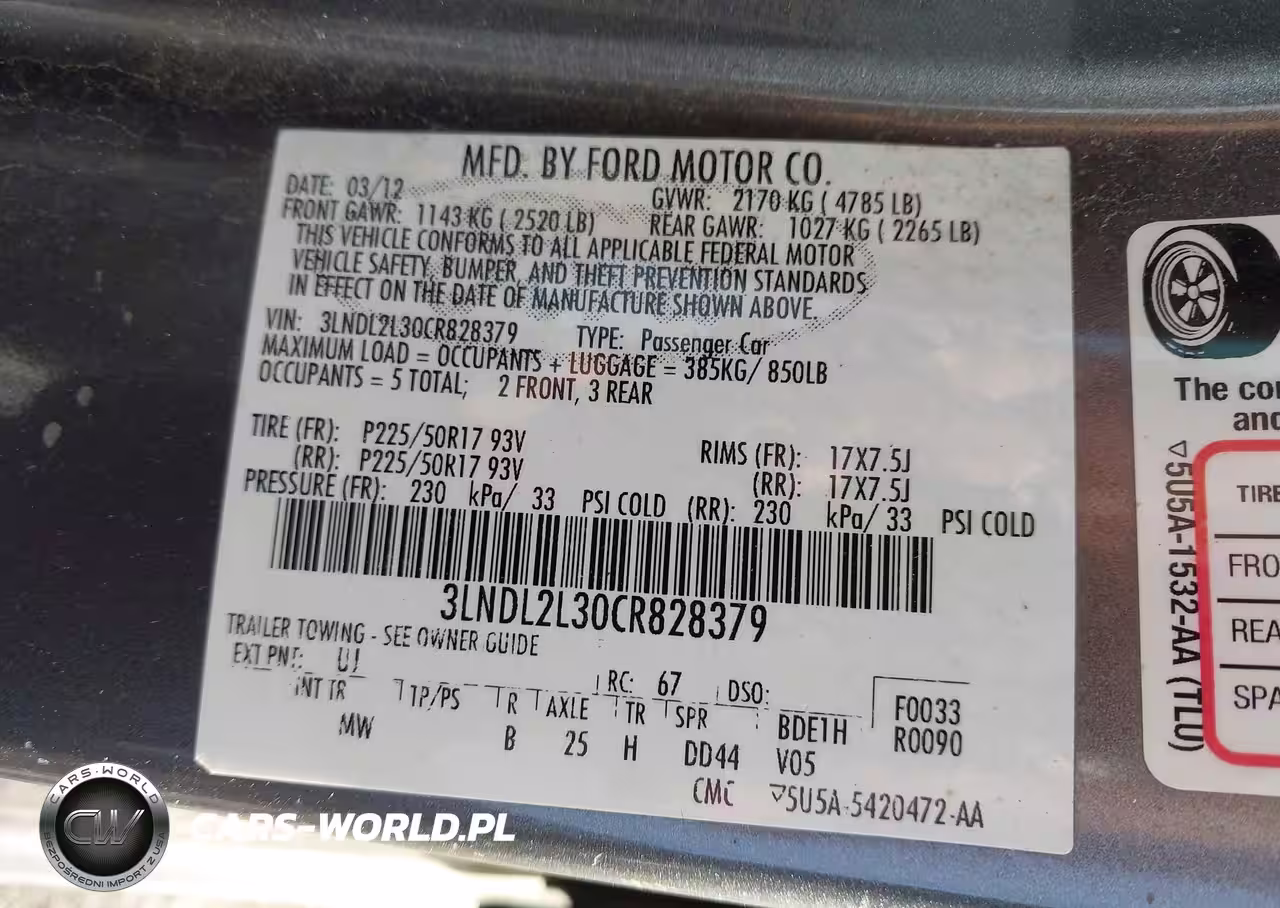 MFD. BY FORD MOTOR CO.
DATE: 03/12 GVWR: 2170 KG ( 4785 LB)
FRONT GAWR: 1143 KG ( 2520 LB) REAR GAWR: 1027 KG ( 2265 LB)
THIS VEHICLE CONFORMS TO ALL APPLICABLE FEDERAL MOTOR
VEHICLE SAFETY, BUMPER, AND THEFT PREVENTION STANDARDS
IN EFFECT ON THE DATE OF MANUFACTURE SHOWN ABOVE.
VIN: 3LNDL2L30CR828379 TYPE: Passenger Car
MAXIMUM LOAD = OCCUPANTS + LUGGAGE = 385KG/ 850LB
OCCUPANTS = 5 TOTAL; 2 FRONT, 3 REAR
TIRE (FR): P225/50R17 93V RIMS (FR): 17X7.5J
(RR): P225/50R17 93V (RR): 17X7.5J
PRESSURE (FR): 230 kPa/ 33 PSI COLD (RR): 230 kPa/ 33 PSI COLD
3LNDL2L30CR828379
TRAILER TOWING - SEE OWNER GUIDE
EXT PNT: UJ RC: 67 DSO:
INT TR TP/PS R AXLE TR SPR BDE1H F0033
MW B 25 H DD44 V05 R0090
CMC ▽5U5A-5420472-AA
The co
and
▽5U5A-1532-AA (TLU)
TIRE
FRO
REA
SPA
CARS-WORLD
CW
BEZPOŚREDNI IMPORT Z USA
CARS-WORLD.PL